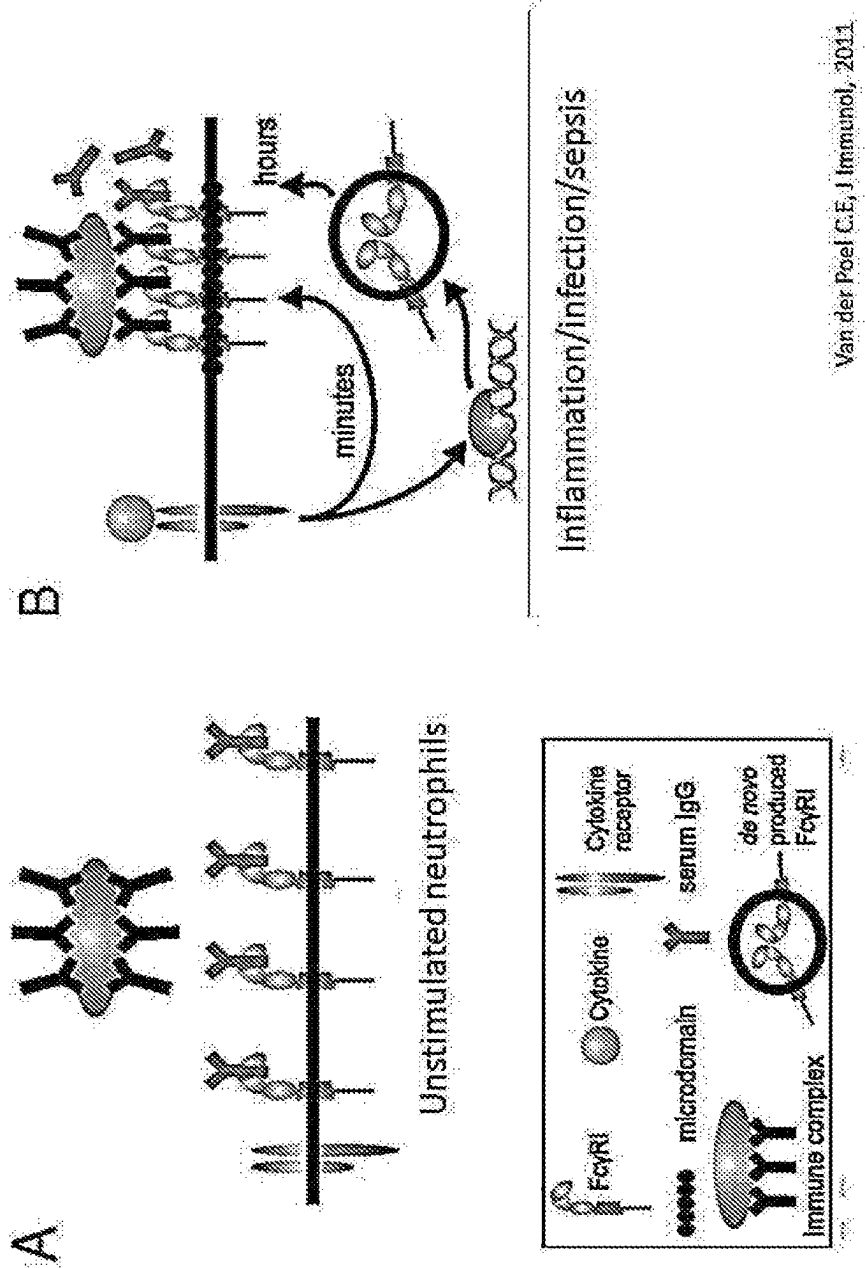 A
Unstimulated neutrophils
FcγRI
Cytokine
Cytokine
receptor
microdomain
serum IgG
Immune complex
de novo
produced
FcγRI
B
minutes
hours
Inflammation/infection/sepsis
Van der Poel C.E, J Immunol, 2011